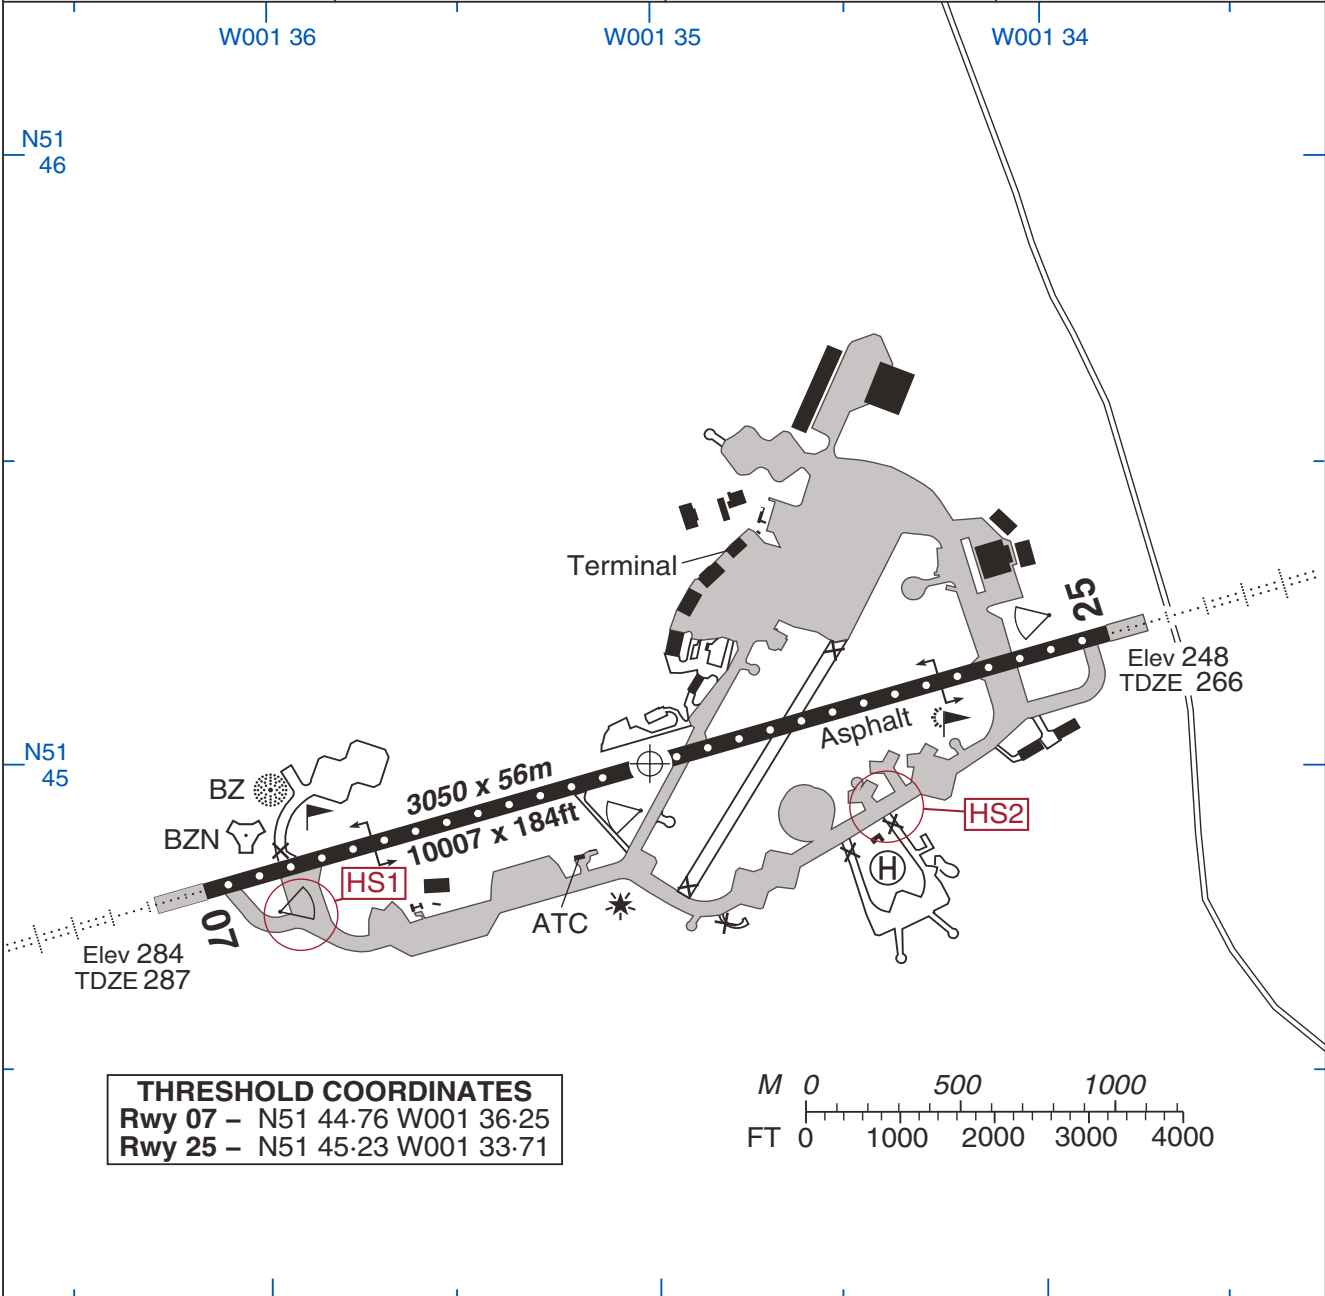 W001 36
W001 35
W001 34
N51
46
Terminal
25
Elev 248
TDZE 266
Asphalt
N51
45
BZ
3050 x 56m
BZN
10007 x 184ft
HS2
HS1
H
07
ATC
Elev 284
TDZE 287
THRESHOLD COORDINATES
Rwy 07 – N51 44·76 W001 36·25
Rwy 25 – N51 45·23 W001 33·71
M 0 500 1000
FT 0 1000 2000 3000 4000